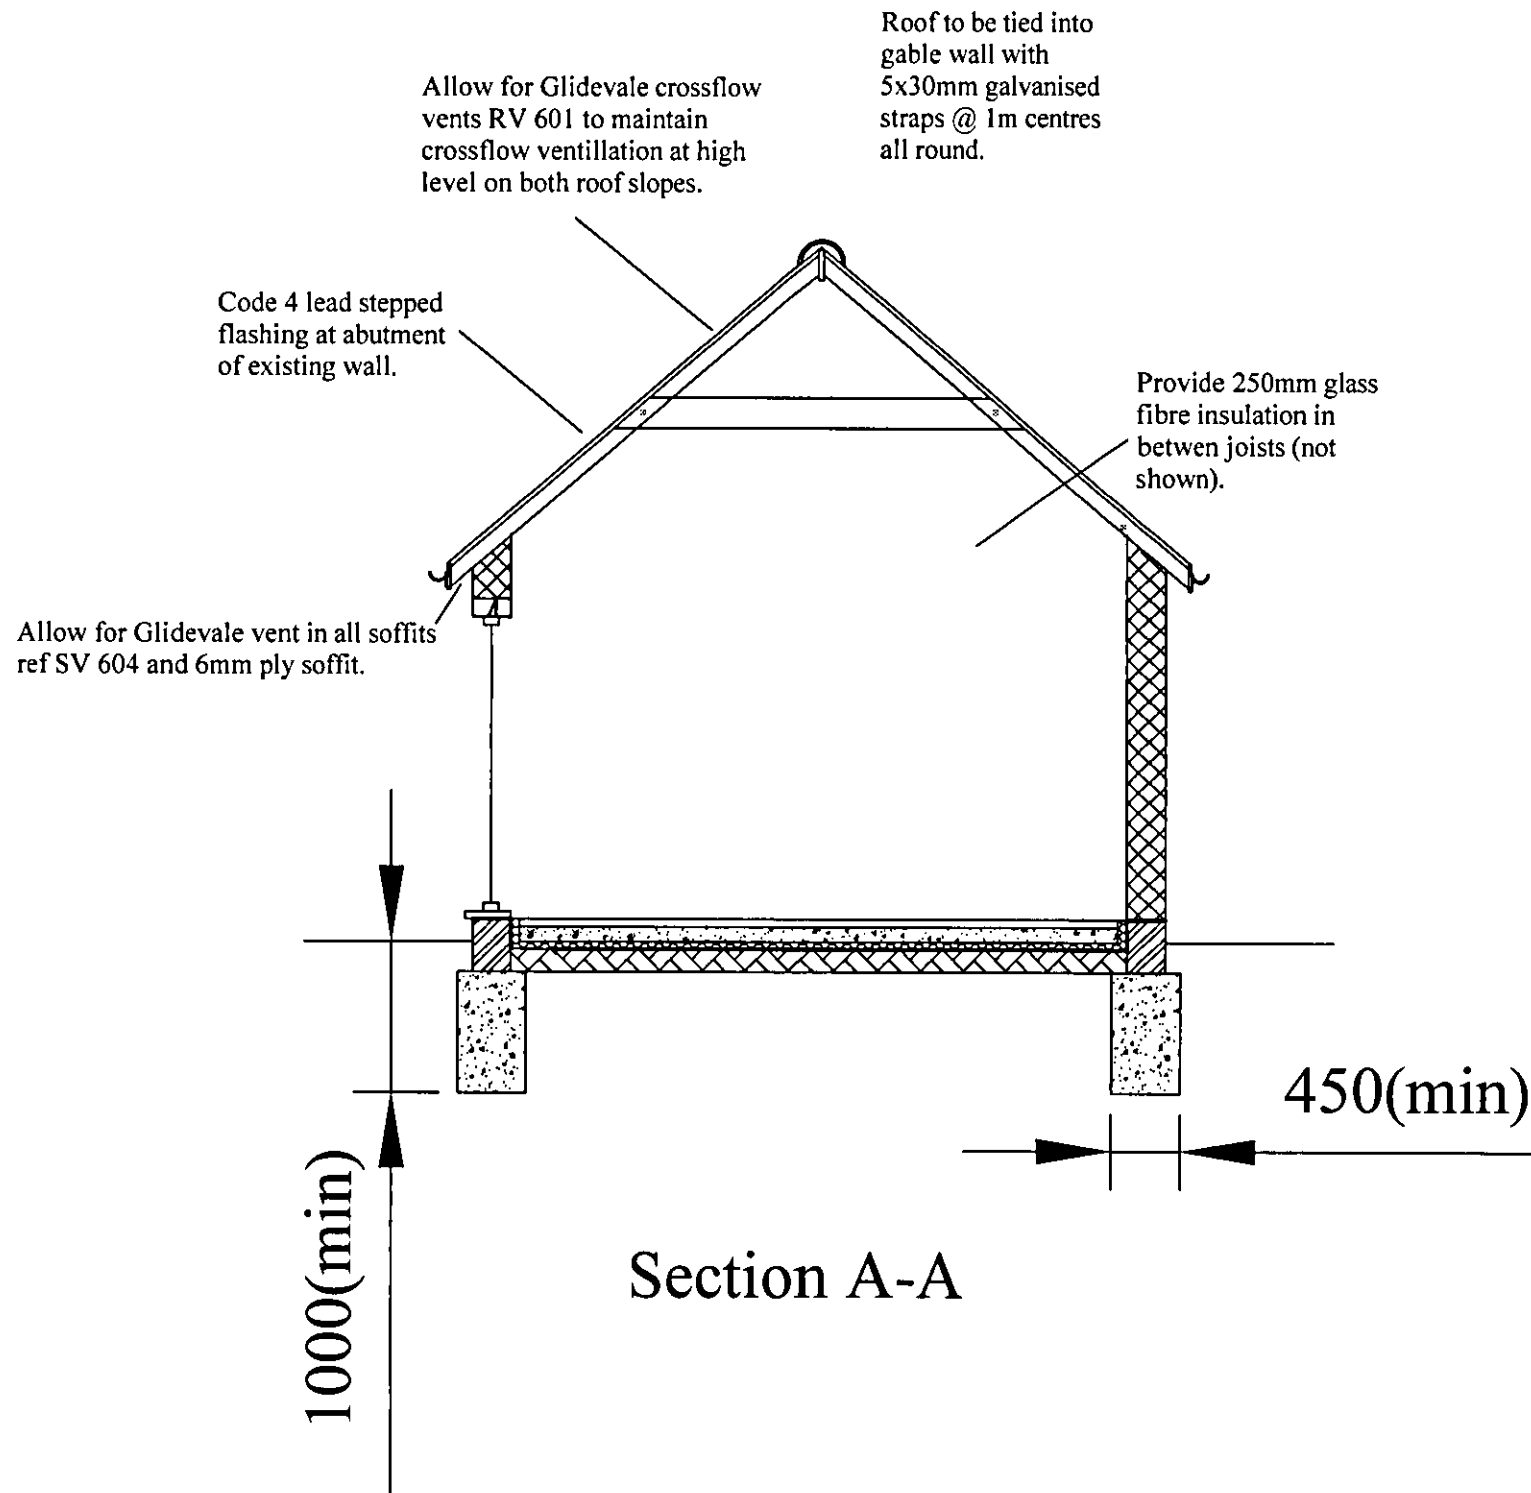 Roof to be tied into
gable wall with
5x30mm galvanised
straps @ 1m centres
all round.
Allow for Glidevale crossflow
vents RV 601 to maintain
crossflow ventillation at high
level on both roof slopes.
Code 4 lead stepped
flashing at abutment
of existing wall.
Provide 250mm glass
fibre insulation in
betwen joists (not
shown).
Allow for Glidevale vent in all soffits
ref SV 604 and 6mm ply soffit.
450(min)
1000(min)
Section A-A